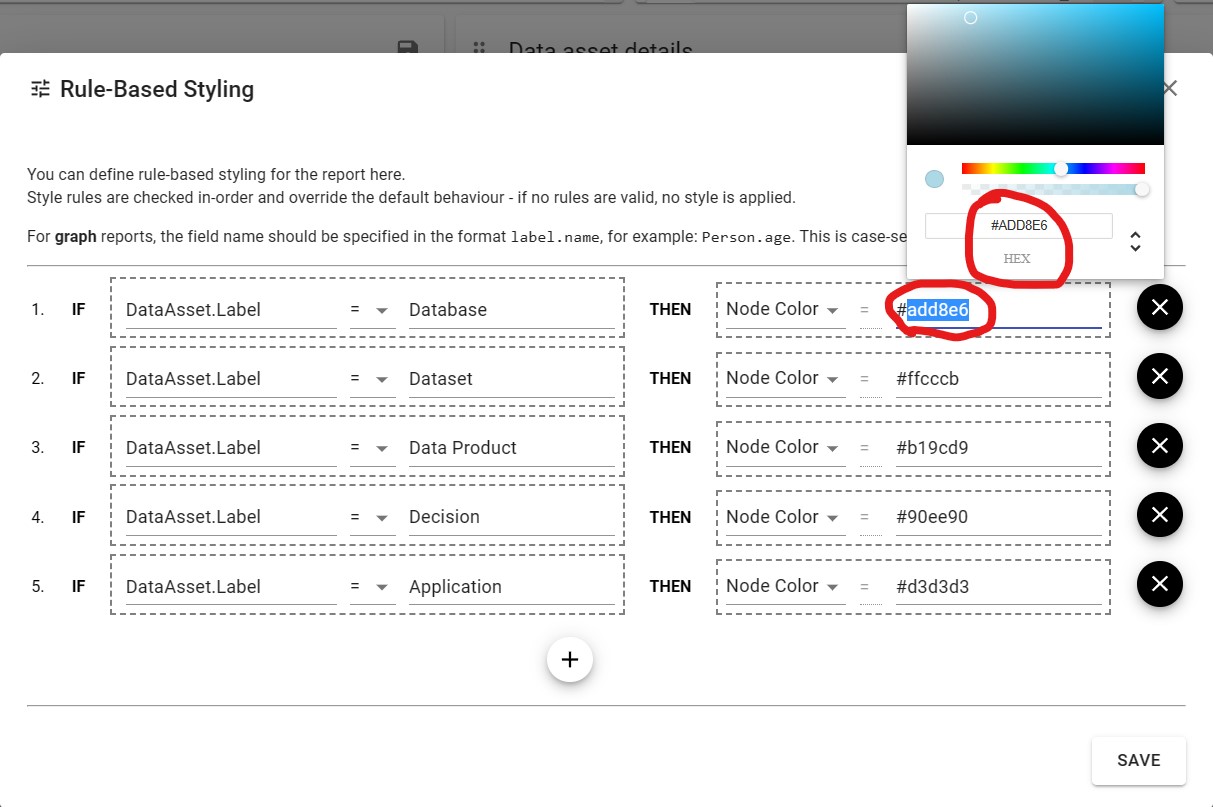 Data asset details
Rule-Based Styling
You can define rule-based styling for the report here.
Style rules are checked in-order and override the default behaviour - if no rules are valid, no style is applied.
For graph reports, the field name should be specified in the format label.name, for example: Person.age. This is case-se
#ADD8E6
HEX
1. IF DataAsset.Label = Database THEN Node Color = #add8e6
2. IF DataAsset.Label = Dataset THEN Node Color = #ffcccb
3. IF DataAsset.Label = Data Product THEN Node Color = #b19cd9
4. IF DataAsset.Label = Decision THEN Node Color = #90ee90
5. IF DataAsset.Label = Application THEN Node Color = #d3d3d3
+
SAVE